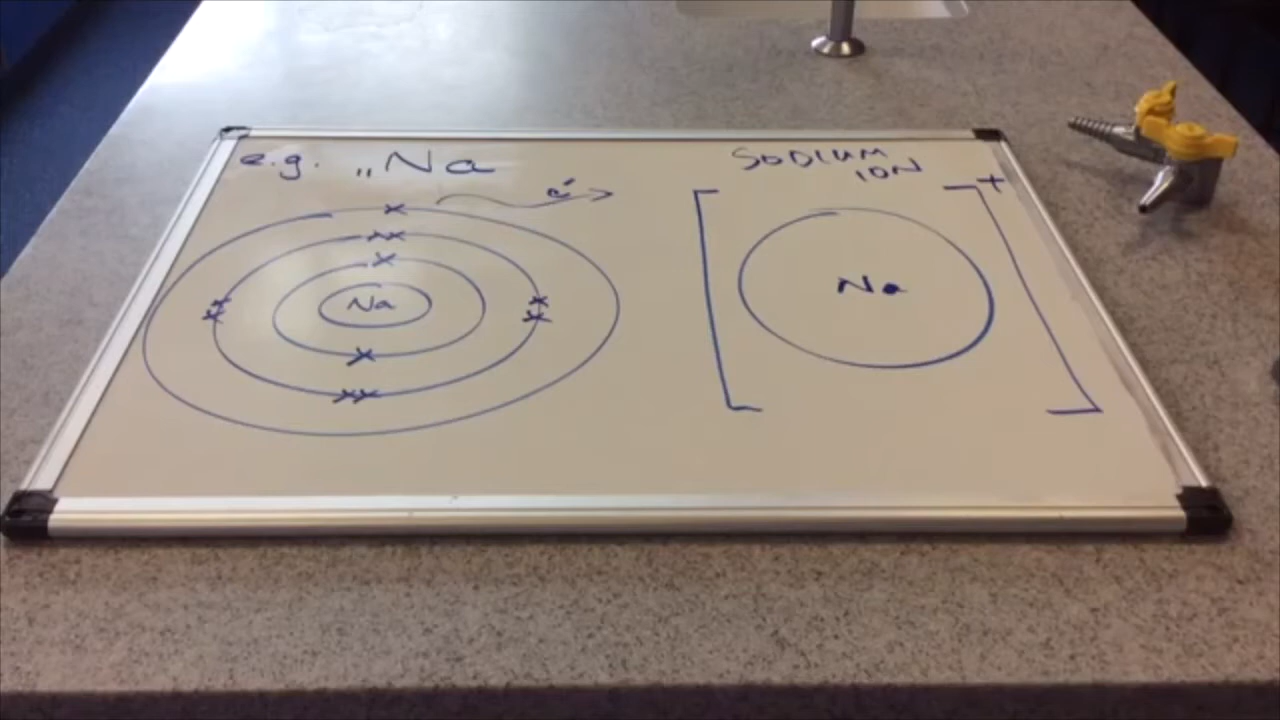 e.g. ₁₁Na
e⁻
Na
SODIUM
ION
+
Na